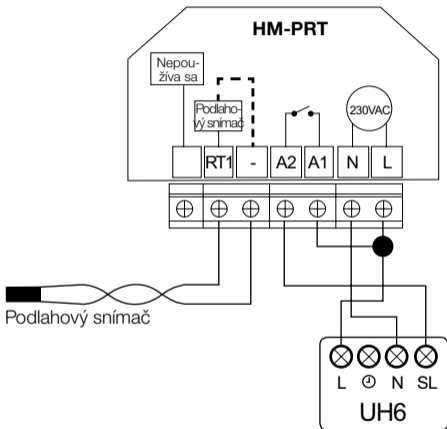 HM-PRT
Nepou-
žíva sa
Podlaho-
vý snímač
230VAC
RT1 - A2 A1 N L
Podlahový snímač
L N SL
UH6